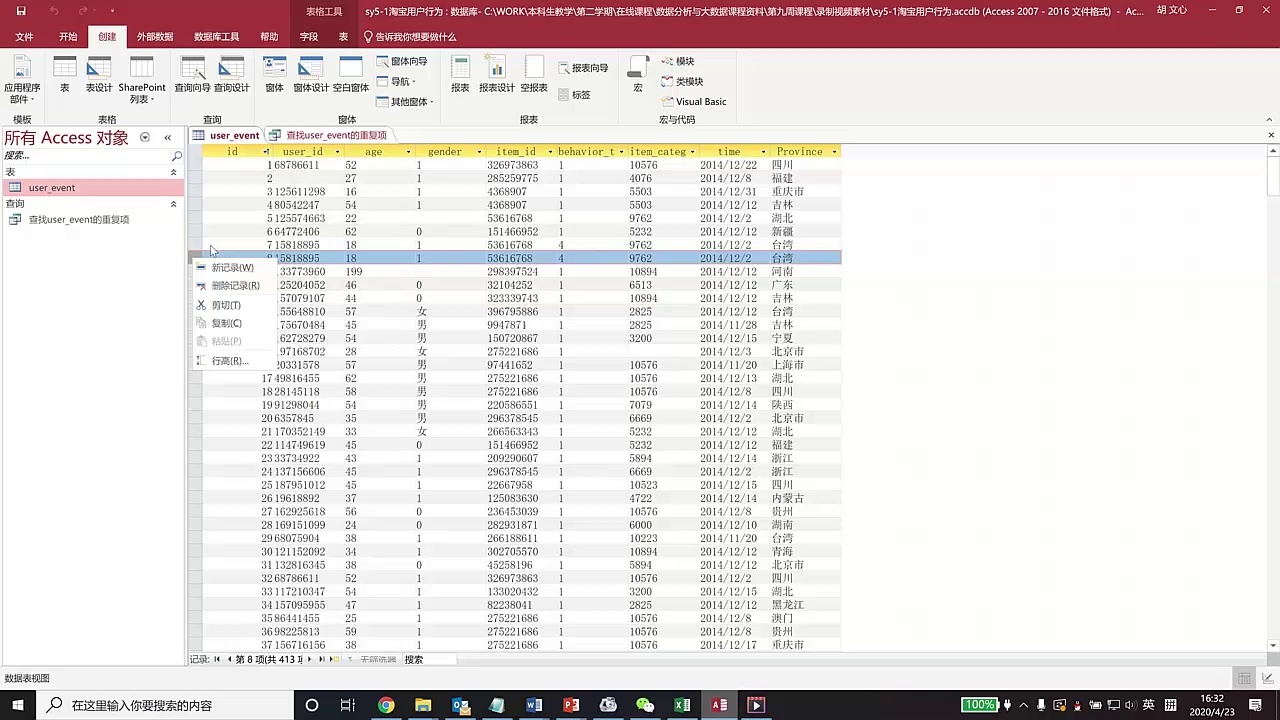 表格工具
sy5-1淘宝用户行为 : 数据库- C:\WORK\本科生教学\第二学期\在线课程\数据分析与大数据课程资料\第九周课程\录制视频素材\sy5-1淘宝用户行为.accdb (Access 2007 - 2016 文件格式) - Ac...
胡 文心
文件 开始 创建 外部数据 数据库工具 帮助 字段 表 告诉我你想要做什么
窗体向导 模块
报表向导
导航 类模块
应用程序 部件 表 表设计 SharePoint 列表 查询向导 查询设计 窗体 窗体设计 空白窗体 其他窗体 报表 报表设计 空报表 标签 宏 Visual Basic
模板 表格 查询 窗体 报表 宏与代码
所有 Access 对象
搜索...
表
user_event
查询
查找user_event的重复项
user_event 查找user_event的重复项
id user_id age gender item_id behavior_t item_categ time Province
1 68786611 52 1 326973863 1 10576 2014/12/22 四川
2 27 1 285259775 1 4076 2014/12/8 福建
3 125611298 16 1 4368907 1 5503 2014/12/31 重庆市
4 80542247 54 1 4368907 1 5503 2014/12/12 吉林
5 125574663 22 53616768 1 9762 2014/12/2 湖北
6 64772406 62 0 151466952 1 5232 2014/12/12 新疆
7 15818895 18 1 53616768 4 9762 2014/12/2 台湾
8 15818895 18 1 53616768 4 9762 2014/12/2 台湾
133773960 199 298397524 1 10894 2014/12/12 河南
125204052 46 0 32104252 1 6513 2014/12/12 广东
157079107 44 0 323339743 1 10894 2014/12/12 吉林
155648810 57 女 396795886 1 2825 2014/12/12 台湾
175670484 45 男 9947871 1 2825 2014/11/28 吉林
162728279 54 男 150720867 1 3200 2014/12/15 宁夏
197168702 28 女 275221686 1 2014/12/3 北京市
20331578 57 男 97441652 1 10576 2014/11/20 上海市
17 49816455 62 男 275221686 1 10576 2014/12/13 湖北
18 28145118 58 男 275221686 1 10576 2014/12/8 四川
19 91298044 54 男 220586551 1 7079 2014/12/14 陕西
20 6357845 35 男 296378545 1 6669 2014/12/2 北京市
21 170352149 33 女 266563343 1 5232 2014/12/12 湖北
22 114749619 45 0 151466952 1 5232 2014/12/12 福建
23 33734922 43 1 209290607 1 5894 2014/12/14 浙江
24 137156606 45 1 296378545 1 6669 2014/12/2 浙江
25 187951012 45 1 22667958 1 10523 2014/12/15 四川
26 19618892 37 1 125083630 1 4722 2014/12/14 内蒙古
27 162925618 56 0 236453039 1 10576 2014/12/8 贵州
28 169151099 24 0 282931871 1 6000 2014/12/10 湖南
29 68075904 38 1 266188611 1 10223 2014/11/20 台湾
30 121152092 34 1 302705570 1 10894 2014/12/12 青海
31 132816345 38 0 45258196 1 5894 2014/12/12 北京市
32 68786611 52 1 326973863 1 10576 2014/12/2 四川
33 117210347 54 1 133020432 1 3200 2014/12/15 湖北
34 157095955 47 1 82238041 1 2825 2014/12/12 黑龙江
35 86441455 25 1 275221686 1 10576 2014/12/8 澳门
36 98225813 59 1 275221686 1 10576 2014/12/8 贵州
37 156716156 38 1 275221686 1 10576 2014/12/17 重庆市
新记录(W)
删除记录(R)
剪切(T)
复制(C)
粘贴(P)
行高(R)...
记录: 第 8 项(共 413 项 无筛选器 搜索
数据表视图
在这里输入你要搜索的内容
100%
英
16:32
2020/4/23